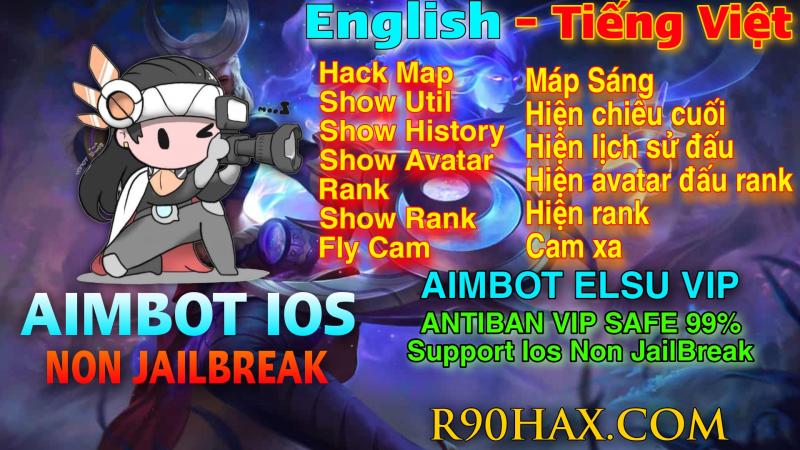 English - Tiếng Việt
Hack Map
Show Util
Show History
Show Avatar
Rank
Show Rank
Fly Cam
Máp Sáng
Hiện chiêu cuối
Hiện lịch sử đấu
Hiện avatar đấu rank
Hiện rank
Cam xa
AIMBOT IOS
NON JAILBREAK
AIMBOT ELSU VIP
ANTIBAN VIP SAFE 99%
Support Ios Non JailBreak
R90HAX.COM